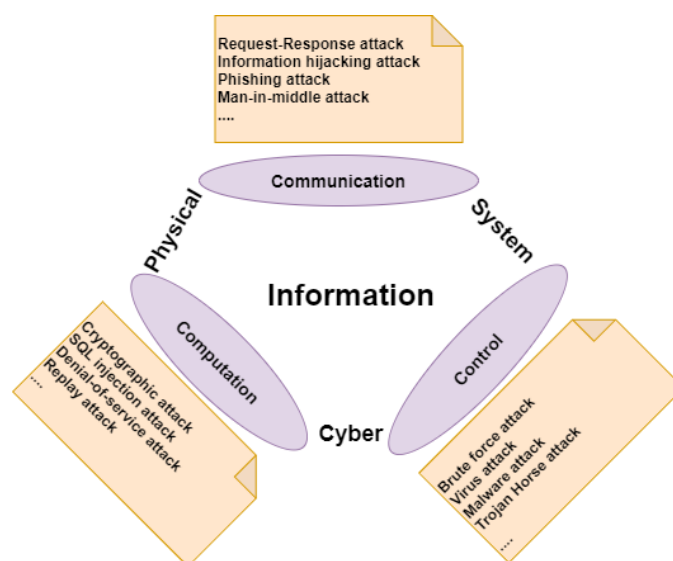 Request-Response attack
Information hijacking attack
Phishing attack
Man-in-middle attack
....
Communication
Physical
System
Information
Computation
Control
Cyber
Cryptographic attack
SQL injection attack
Denial-of-service attack
Replay attack
....
Brute force attack
Virus attack
Malware attack
Trojan Horse attack
....